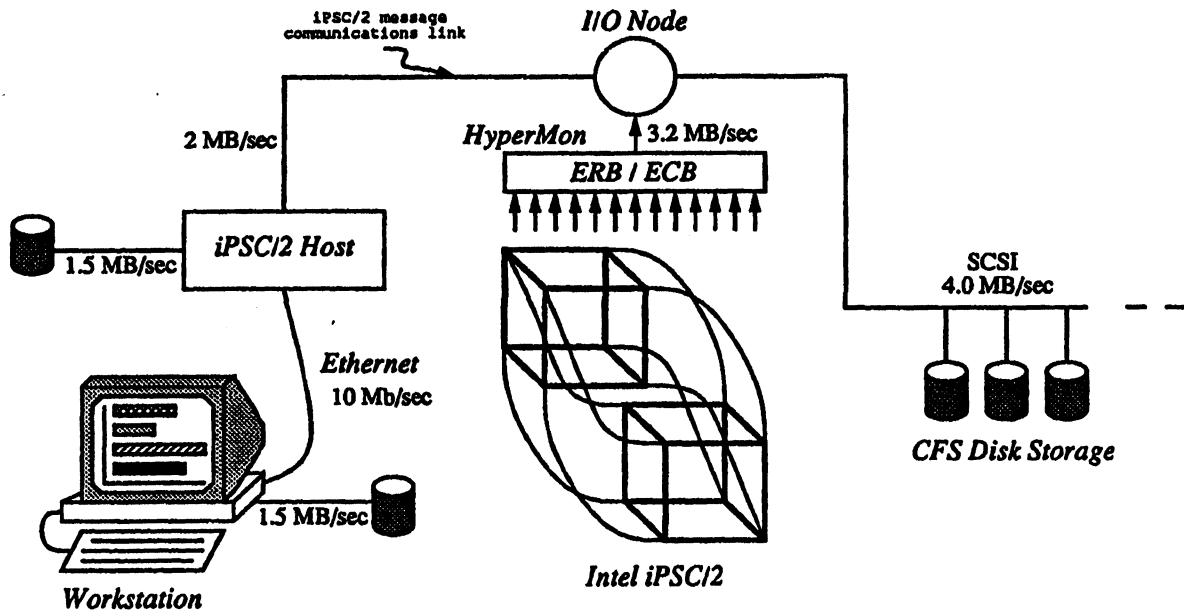 iPSC/2 message
communications link
I/O Node
2 MB/sec
HyperMon
3.2 MB/sec
ERB / ECB
iPSC/2 Host
1.5 MB/sec
SCSI
4.0 MB/sec
Ethernet
10 Mb/sec
CFS Disk Storage
1.5 MB/sec
Intel iPSC/2
Workstation